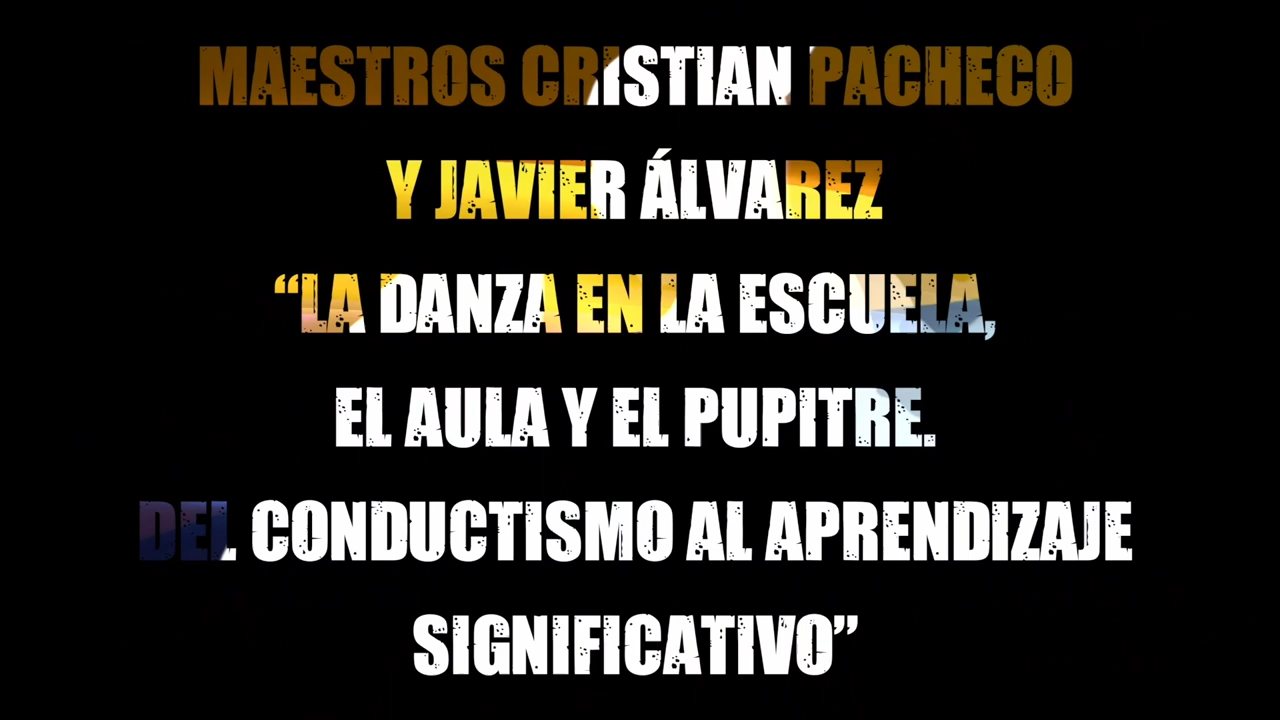 MAESTROS CRISTIAN PACHECO
Y JAVIER ÁLVAREZ
“LA DANZA EN LA ESCUELA,
EL AULA Y EL PUPITRE.
DEL CONDUCTISMO AL APRENDIZAJE
SIGNIFICATIVO”